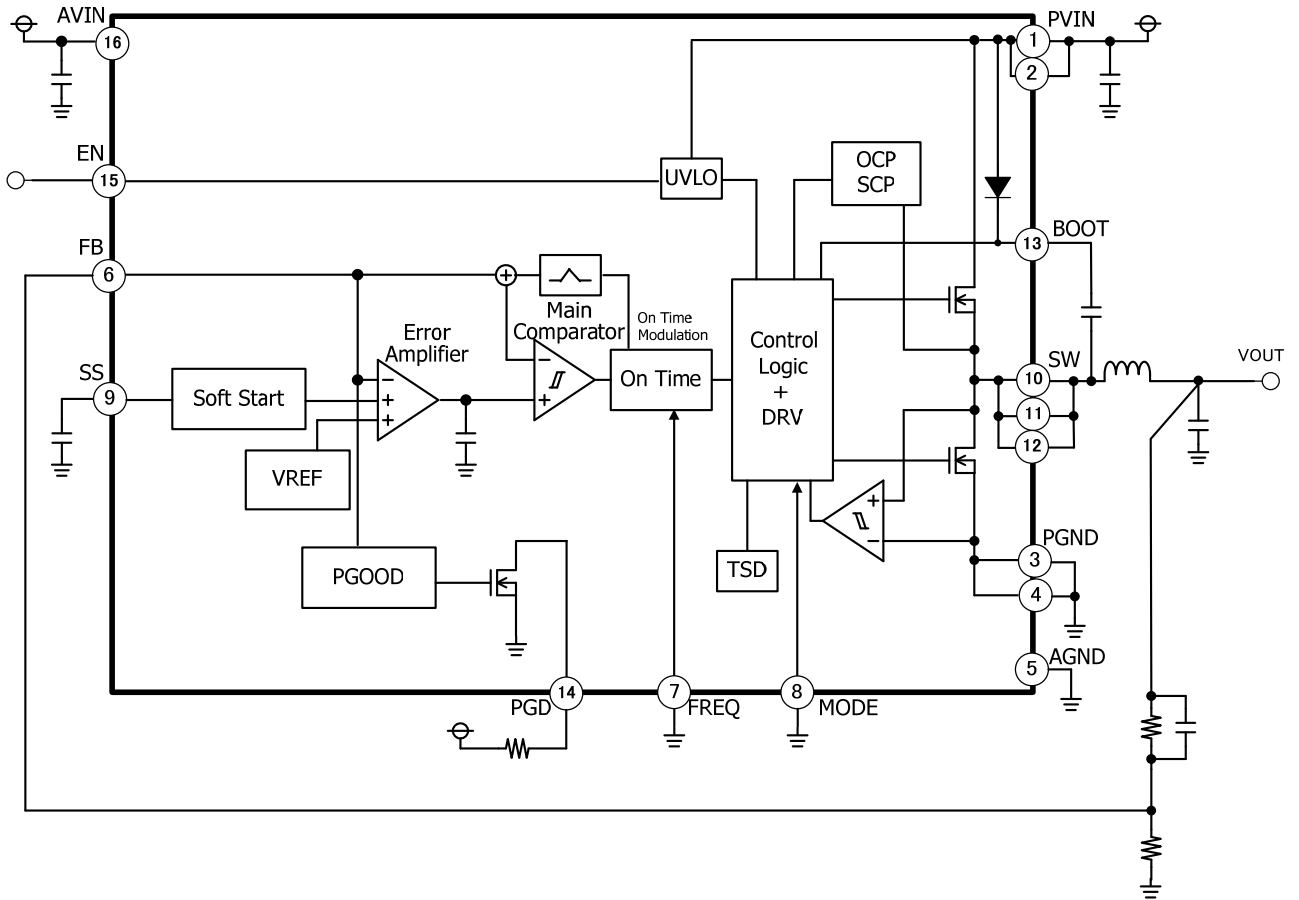 AVIN
16
PVIN
1
2
EN
15
UVLO
OCP
SCP
BOOT
13
FB
6
+
Main
Comparator
On Time
Modulation
Error
Amplifier
Control
Logic
+
DRV
On Time
SW
10
11
12
VOUT
SS
9
Soft Start
−
+
+
−
+
VREF
+
−
PGOOD
TSD
PGND
3
4
5
AGND
14
PGD
7
FREQ
8
MODE